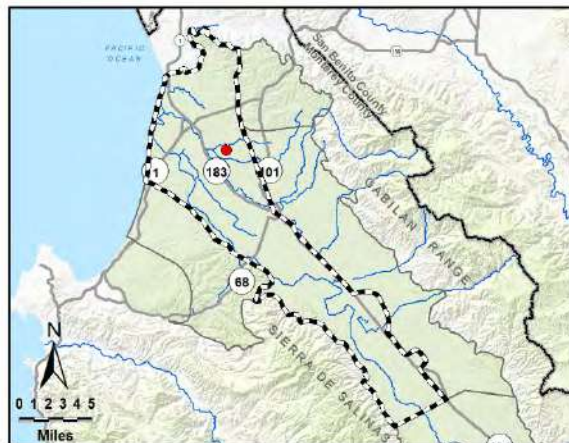 PACIFIC
OCEAN
1
San Benito County
Monterey County
1
183
101
GABILAN RANGE
68
SIERRA DE SALINAS
N
0 1 2 3 4 5
Miles